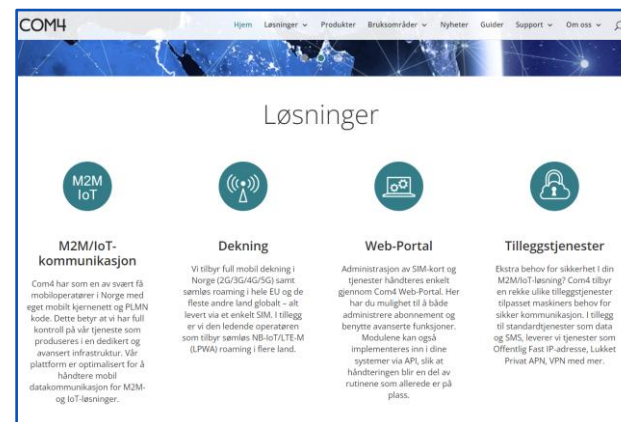 COM4
Hjem Løsninger Produkter Bruksområder Nyheter Guider Support Om oss
Løsninger
M2M
IoT
M2M/IoT-
kommunikasjon
Com4 har som en av svært få
mobiloperatører i Norge med
eget mobilt kjernenett og PLMN
kode. Dette betyr at vi har full
kontroll på vår tjeneste som
produseres i en dedikert og
avansert infrastruktur. Vår
plattform er optimalisert for å
håndtere mobil
datakommunikasjon for M2M-
og IoT-løsninger.
Dekning
Vi tilbyr full mobil dekning i
Norge (2G/3G/4G/5G) samt
sømløs roaming i hele EU og de
fleste andre land globalt – alt
levert via et enkelt SIM. I tillegg
er vi den ledende operatøren
som tilbyr sømløs NB-IoT/LTE-M
(LPWA) roaming i flere land.
Web-Portal
Administrasjon av SIM-kort og
tjenester håndteres enkelt
gjennom Com4 Web-Portal. Her
har du mulighet til å både
administrere abonnement og
benytte avanserte funksjoner.
Modulene kan også
implementeres inn i dine
systemer via API, slik at
håndteringen blir en del av
rutinene som allerede er på
plass.
Tilleggstjenester
Ekstra behov for sikkerhet I din
M2M/IoT-løsning? Com4 tilbyr
en rekke ulike tilleggstjenester
tilpasset maskiners behov for
sikker kommunikasjon. I tillegg
til standardtjenester som data
og SMS, leverer vi tjenester som
Offentlig Fast IP-adresse, Lukket
Privat APN, VPN med mer.